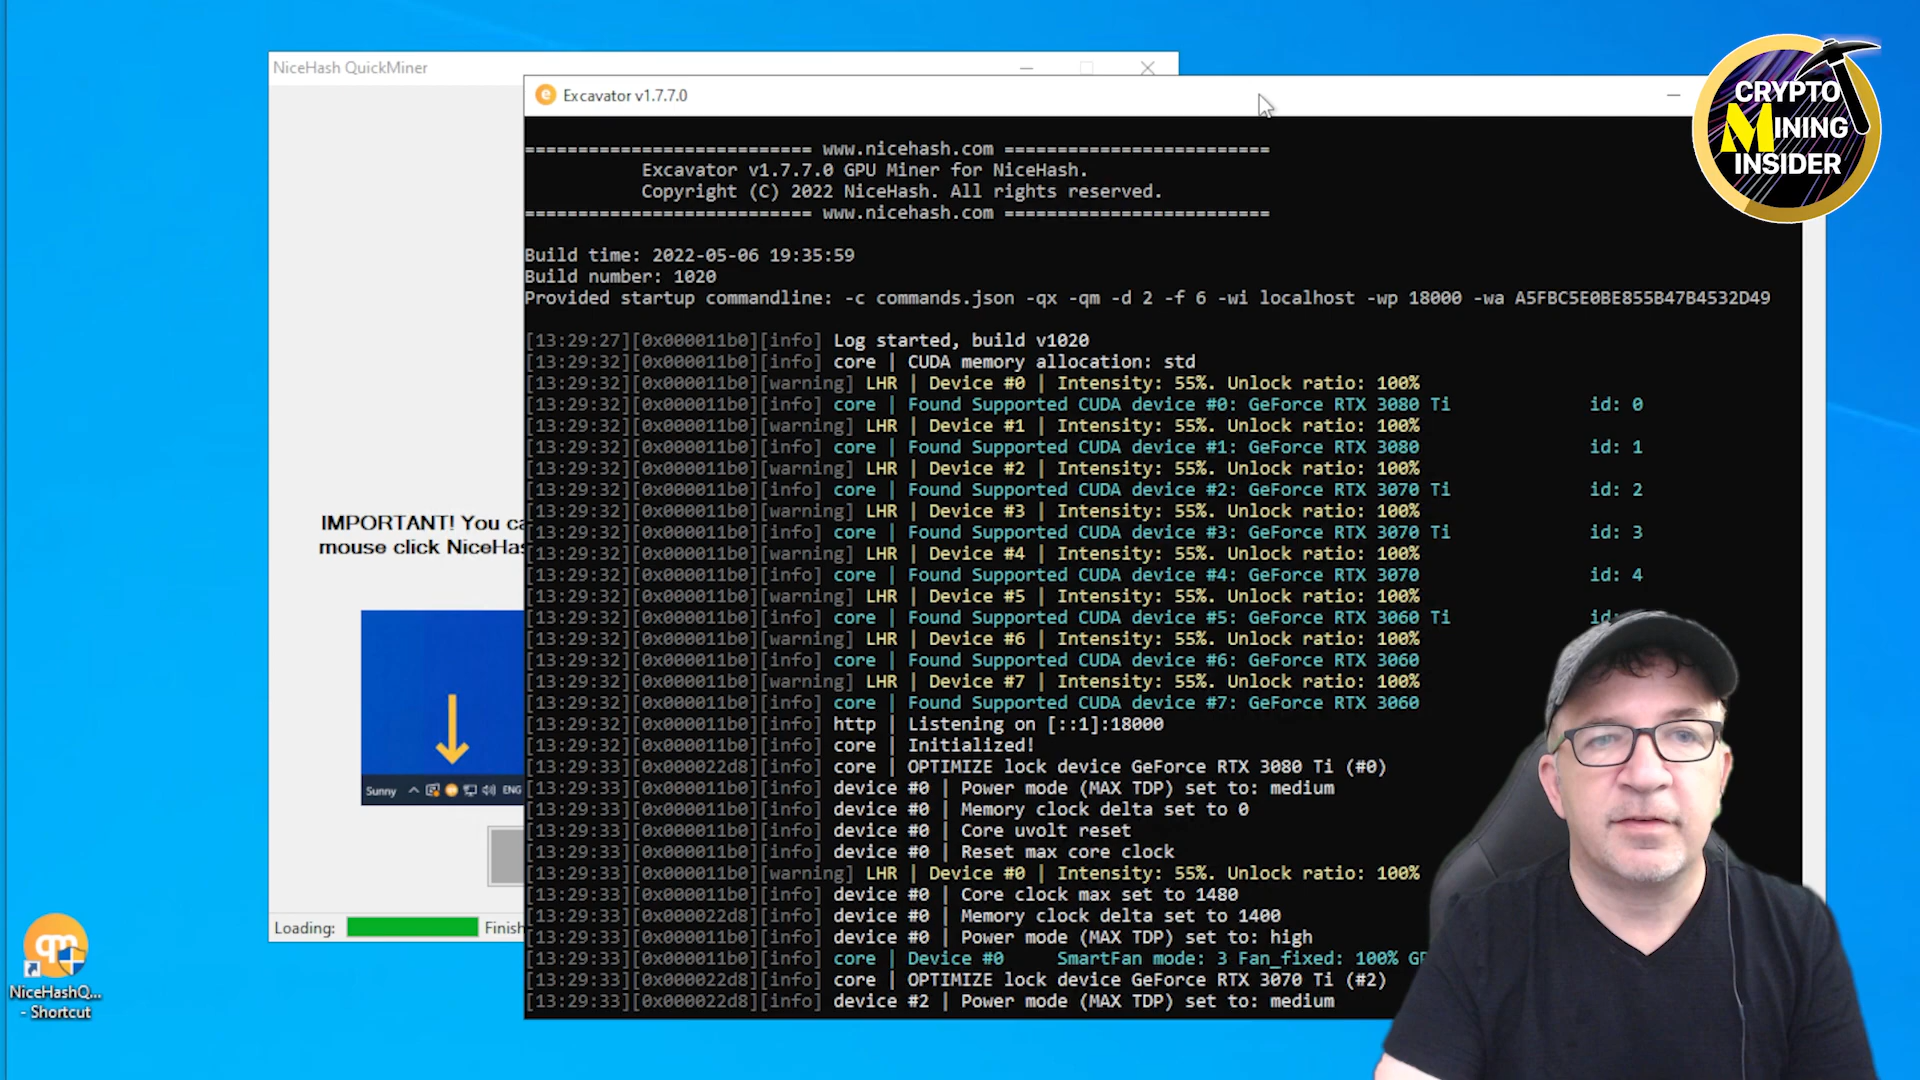 NiceHash QuickMiner
Excavator v1.7.7.0
CRYPTO
MINING
INSIDER
=========================== www.nicehash.com =========================
Excavator v1.7.7.0 GPU Miner for NiceHash.
Copyright (C) 2022 NiceHash. All rights reserved.
=========================== www.nicehash.com =========================
Build time: 2022-05-06 19:35:59
Build number: 1020
Provided startup commandline: -c commands.json -qx -qm -d 2 -f 6 -wi localhost -wp 18000 -wa A5FBC5E0BE855B47B4532D49
[13:29:27][0x000011b0][info] Log started, build v1020
[13:29:32][0x000011b0][info] core | CUDA memory allocation: std
[13:29:32][0x000011b0][warning] LHR | Device #0 | Intensity: 55%. Unlock ratio: 100%
[13:29:32][0x000011b0][info] core | Found Supported CUDA device #0: GeForce RTX 3080 Ti id: 0
[13:29:32][0x000011b0][warning] LHR | Device #1 | Intensity: 55%. Unlock ratio: 100%
[13:29:32][0x000011b0][info] core | Found Supported CUDA device #1: GeForce RTX 3080 id: 1
[13:29:32][0x000011b0][warning] LHR | Device #2 | Intensity: 55%. Unlock ratio: 100%
[13:29:32][0x000011b0][info] core | Found Supported CUDA device #2: GeForce RTX 3070 Ti id: 2
[13:29:32][0x000011b0][warning] LHR | Device #3 | Intensity: 55%. Unlock ratio: 100%
[13:29:32][0x000011b0][info] core | Found Supported CUDA device #3: GeForce RTX 3070 Ti id: 3
[13:29:32][0x000011b0][warning] LHR | Device #4 | Intensity: 55%. Unlock ratio: 100%
[13:29:32][0x000011b0][info] core | Found Supported CUDA device #4: GeForce RTX 3070 id: 4
[13:29:32][0x000011b0][warning] LHR | Device #5 | Intensity: 55%. Unlock ratio: 100%
[13:29:32][0x000011b0][info] core | Found Supported CUDA device #5: GeForce RTX 3060 Ti
[13:29:32][0x000011b0][warning] LHR | Device #6 | Intensity: 55%. Unlock ratio: 100%
[13:29:32][0x000011b0][info] core | Found Supported CUDA device #6: GeForce RTX 3060
[13:29:32][0x000011b0][warning] LHR | Device #7 | Intensity: 55%. Unlock ratio: 100%
[13:29:32][0x000011b0][info] core | Found Supported CUDA device #7: GeForce RTX 3060
[13:29:32][0x000011b0][info] http | Listening on [::1]:18000
[13:29:32][0x000011b0][info] core | Initialized!
[13:29:33][0x000022d8][info] core | OPTIMIZE lock device GeForce RTX 3080 Ti (#0)
[13:29:33][0x000011b0][info] device #0 | Power mode (MAX TDP) set to: medium
[13:29:33][0x000011b0][info] device #0 | Memory clock delta set to 0
[13:29:33][0x000011b0][info] device #0 | Core uvolt reset
[13:29:33][0x000011b0][info] device #0 | Reset max core clock
[13:29:33][0x000011b0][warning] LHR | Device #0 | Intensity: 55%. Unlock ratio: 100%
[13:29:33][0x000022d8][info] device #0 | Core clock max set to 1480
[13:29:33][0x000022d8][info] device #0 | Memory clock delta set to 1400
[13:29:33][0x000011b0][info] device #0 | Power mode (MAX TDP) set to: high
[13:29:33][0x000011b0][info] core | Device #0 SmartFan mode: 3 Fan_fixed: 100%
[13:29:33][0x000022d8][info] core | OPTIMIZE lock device GeForce RTX 3070 Ti (#2)
[13:29:33][0x000022d8][info] device #2 | Power mode (MAX TDP) set to: medium
IMPORTANT! You ca
mouse click NiceHas
Sunny ENG
Loading: Finish
qm
NiceHashQ...
- Shortcut